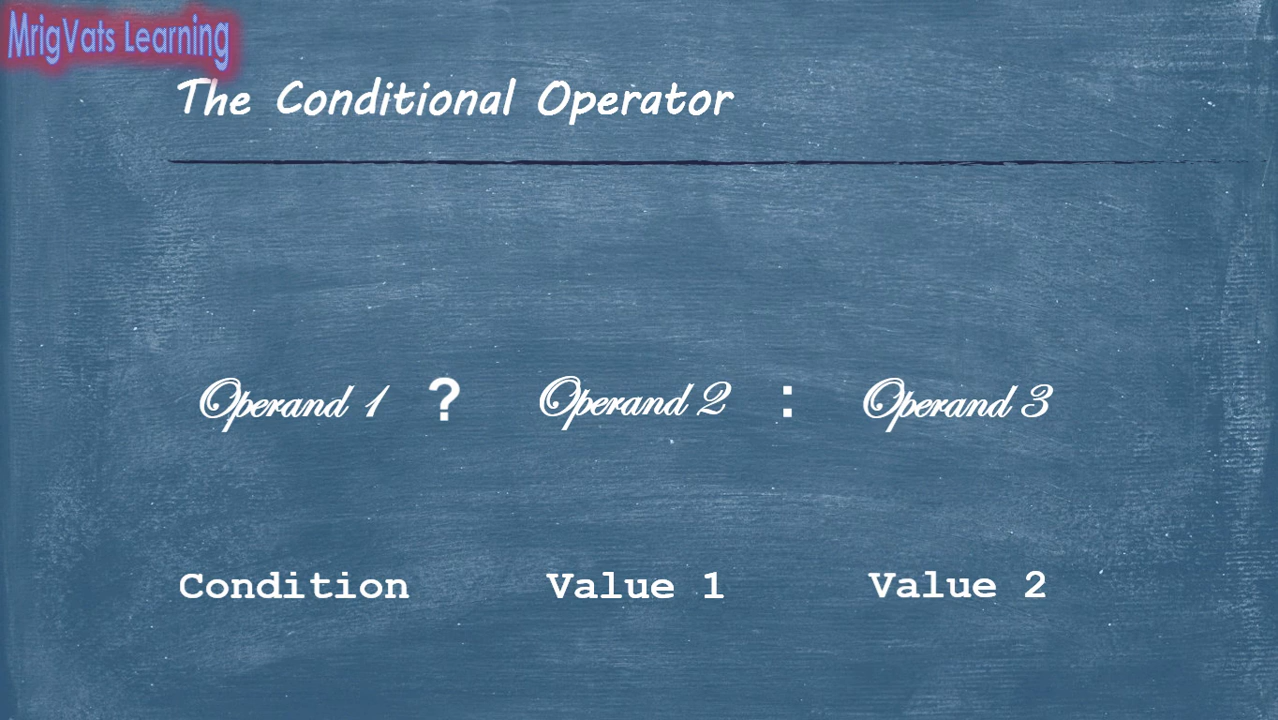 MrigVats Learning
The Conditional Operator
Operand 1 ? Operand 2 : Operand 3
Condition Value 1 Value 2